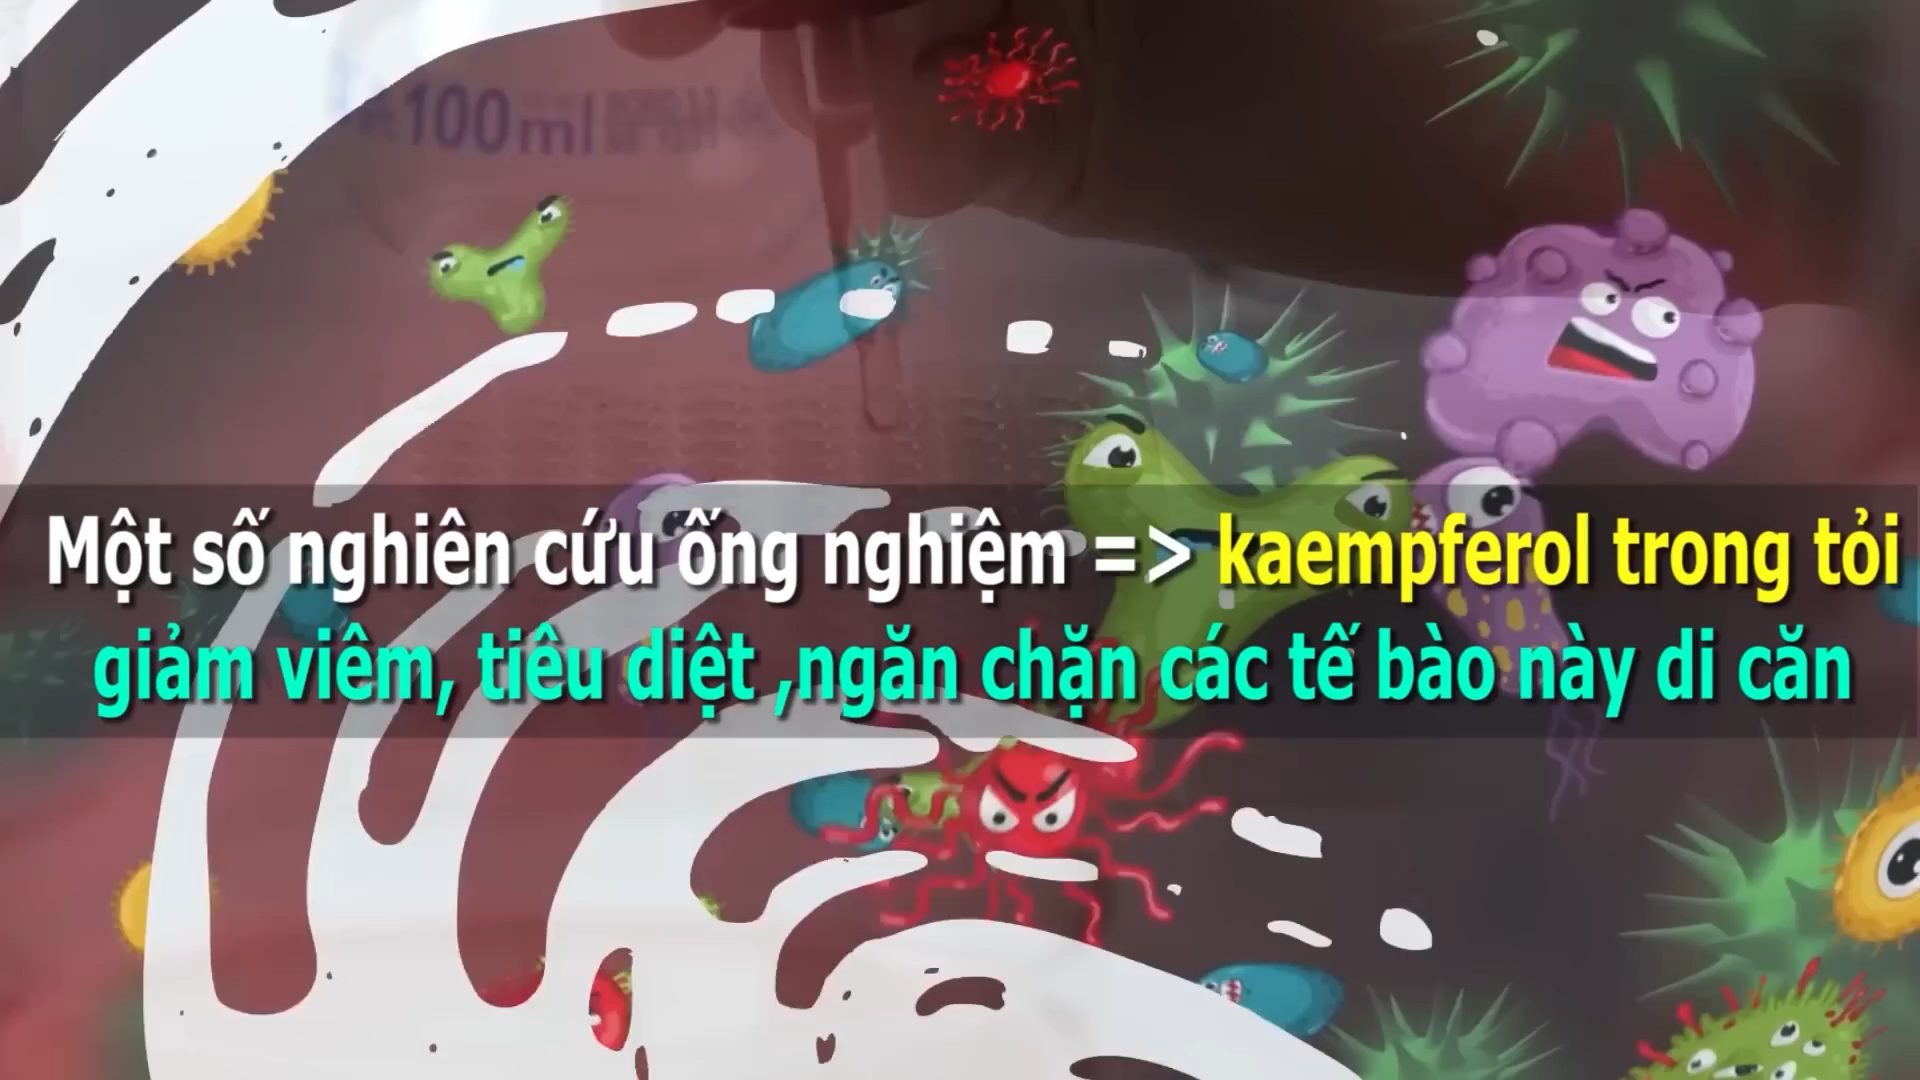 100ml
Một số nghiên cứu ống nghiệm => kaempferol trong tỏi
giảm viêm, tiêu diệt ,ngăn chặn các tế bào này di căn